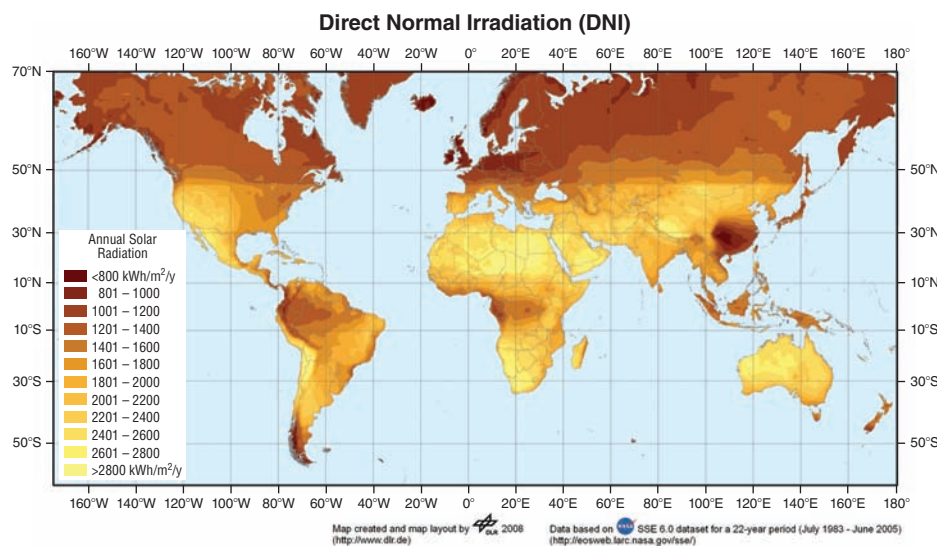 Direct Normal Irradiation (DNI)
160°W 140°W 120°W 100°W 80°W 60°W 40°W 20°W 0° 20°E 40°E 60°E 80°E 100°E 120°E 140°E 160°E 180°
70°N 70°N
50°N 50°N
30°N 30°N
Annual Solar
Radiation
<800 kWh/m²/y
801 – 1000
10°N 10°N
1001 – 1200
1201 – 1400
10°S 10°S
1401 – 1600
1601 – 1800
1801 – 2000
30°S 30°S
2001 – 2200
2201 – 2400
2401 – 2600
50°S 50°S
2601 – 2800
>2800 kWh/m²/y
160°W 140°W 120°W 100°W 80°W 60°W 40°W 20°W 0° 20°E 40°E 60°E 80°E 100°E 120°E 140°E 160°E 180°
Map created and map layout by DLR 2008 Data based on NASA SSE 6.0 dataset for a 22-year period (July 1983 - June 2005)
(http://www.dlr.de) (http://eosweb.larc.nasa.gov/sse/)